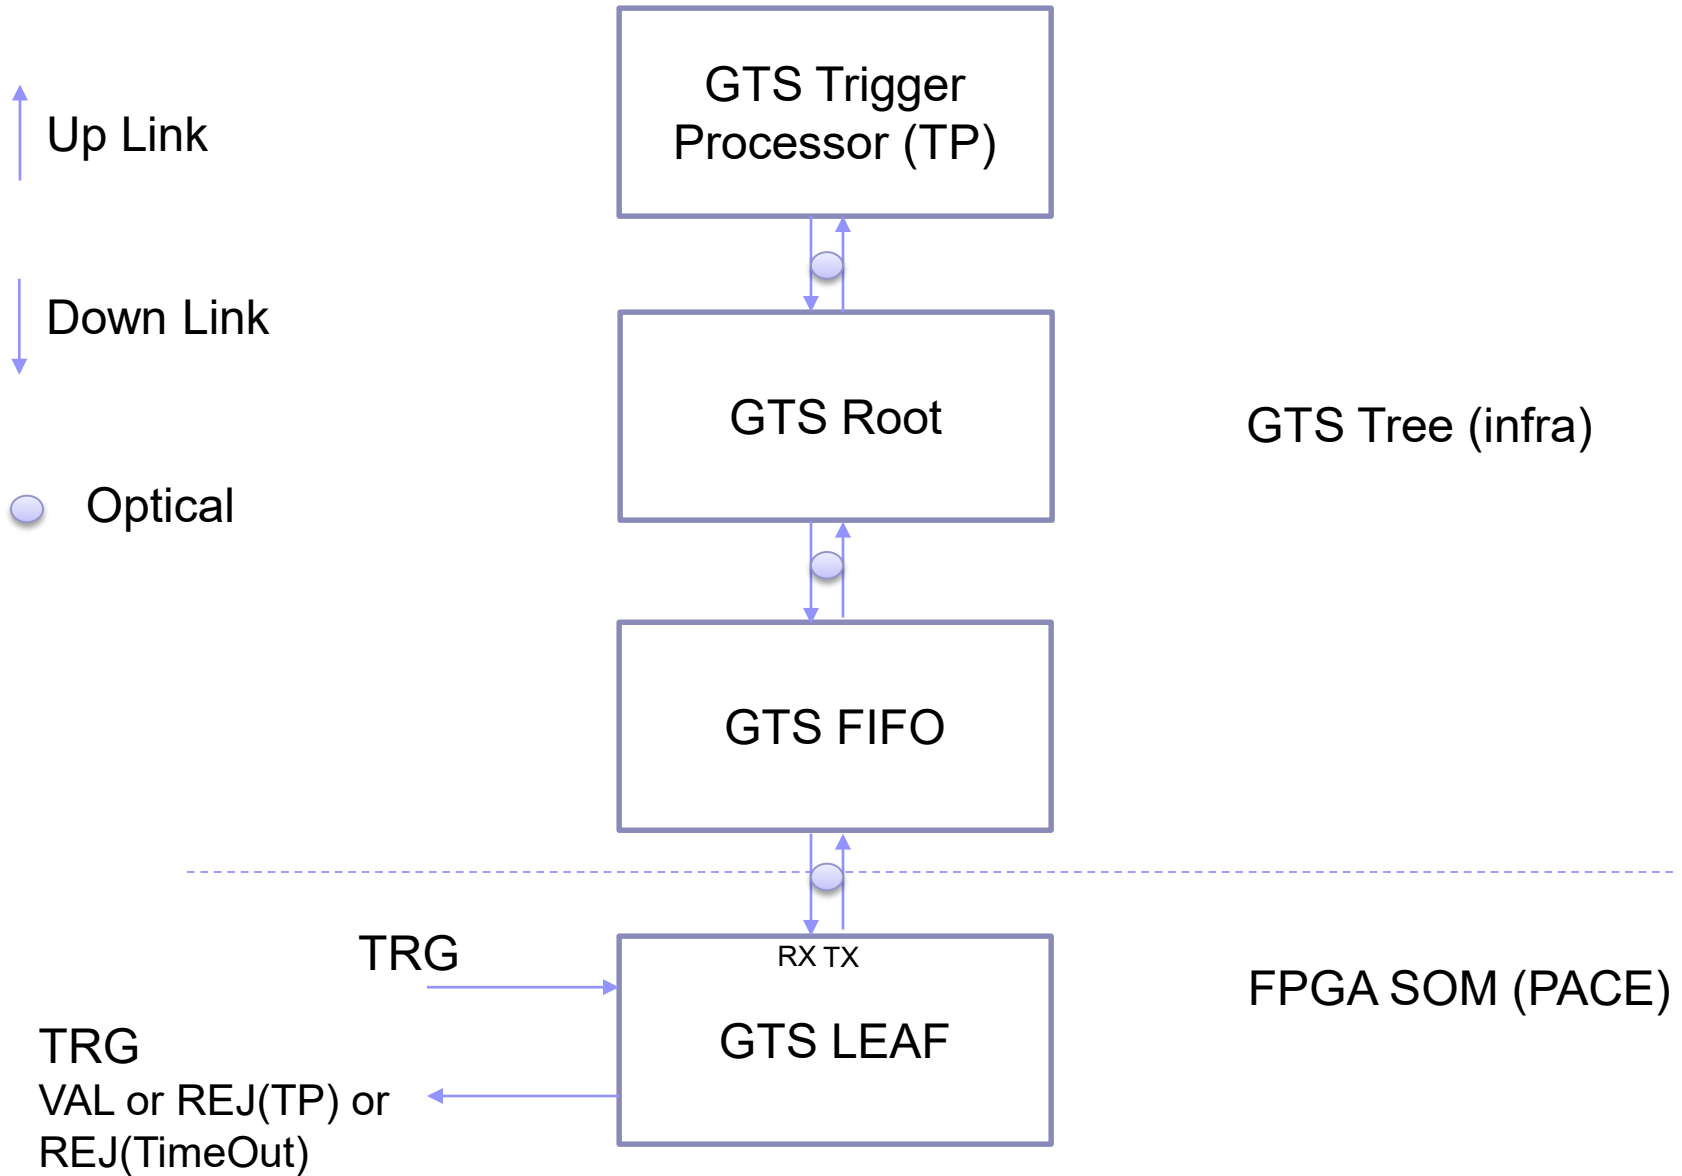 GTS Trigger
Processor (TP)
Up Link
Down Link
GTS Root
GTS Tree (infra)
Optical
GTS FIFO
TRG
RX TX
FPGA SOM (PACE)
GTS LEAF
TRG
VAL or REJ(TP) or
REJ(TimeOut)